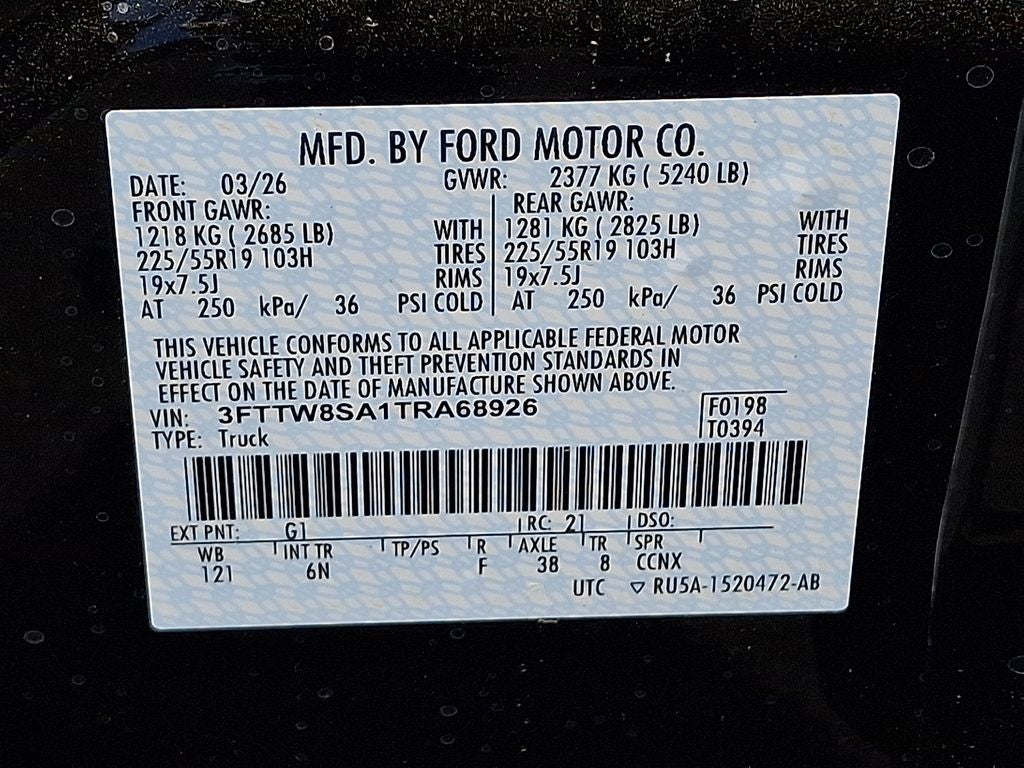 MFD. BY FORD MOTOR CO.
DATE: 03/26 GVWR: 2377 KG ( 5240 LB)
FRONT GAWR: REAR GAWR:
1218 KG ( 2685 LB) WITH 1281 KG ( 2825 LB) WITH
225/55R19 103H TIRES 225/55R19 103H TIRES
19x7.5J RIMS 19x7.5J RIMS
AT 250 kPa/ 36 PSI COLD AT 250 kPa/ 36 PSI COLD
THIS VEHICLE CONFORMS TO ALL APPLICABLE FEDERAL MOTOR
VEHICLE SAFETY AND THEFT PREVENTION STANDARDS IN
EFFECT ON THE DATE OF MANUFACTURE SHOWN ABOVE.
VIN: 3FTTW8SA1TRA68926 F0198
TYPE: Truck T0394
EXT PNT: G1 RC: 21 DSO:
WB INT TR TP/PS R AXLE TR SPR
121 6N F 38 8 CCNX
UTC ▽ RU5A-1520472-AB